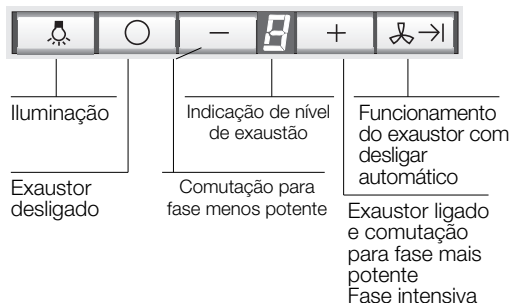 − 8 +
Iluminação
Indicação de nível
de exaustão
Funcionamento
do exaustor com
desligar
automático
Exaustor
desligado
Comutação para
fase menos potente
Exaustor ligado
e comutação
para fase mais
potente
Fase intensiva